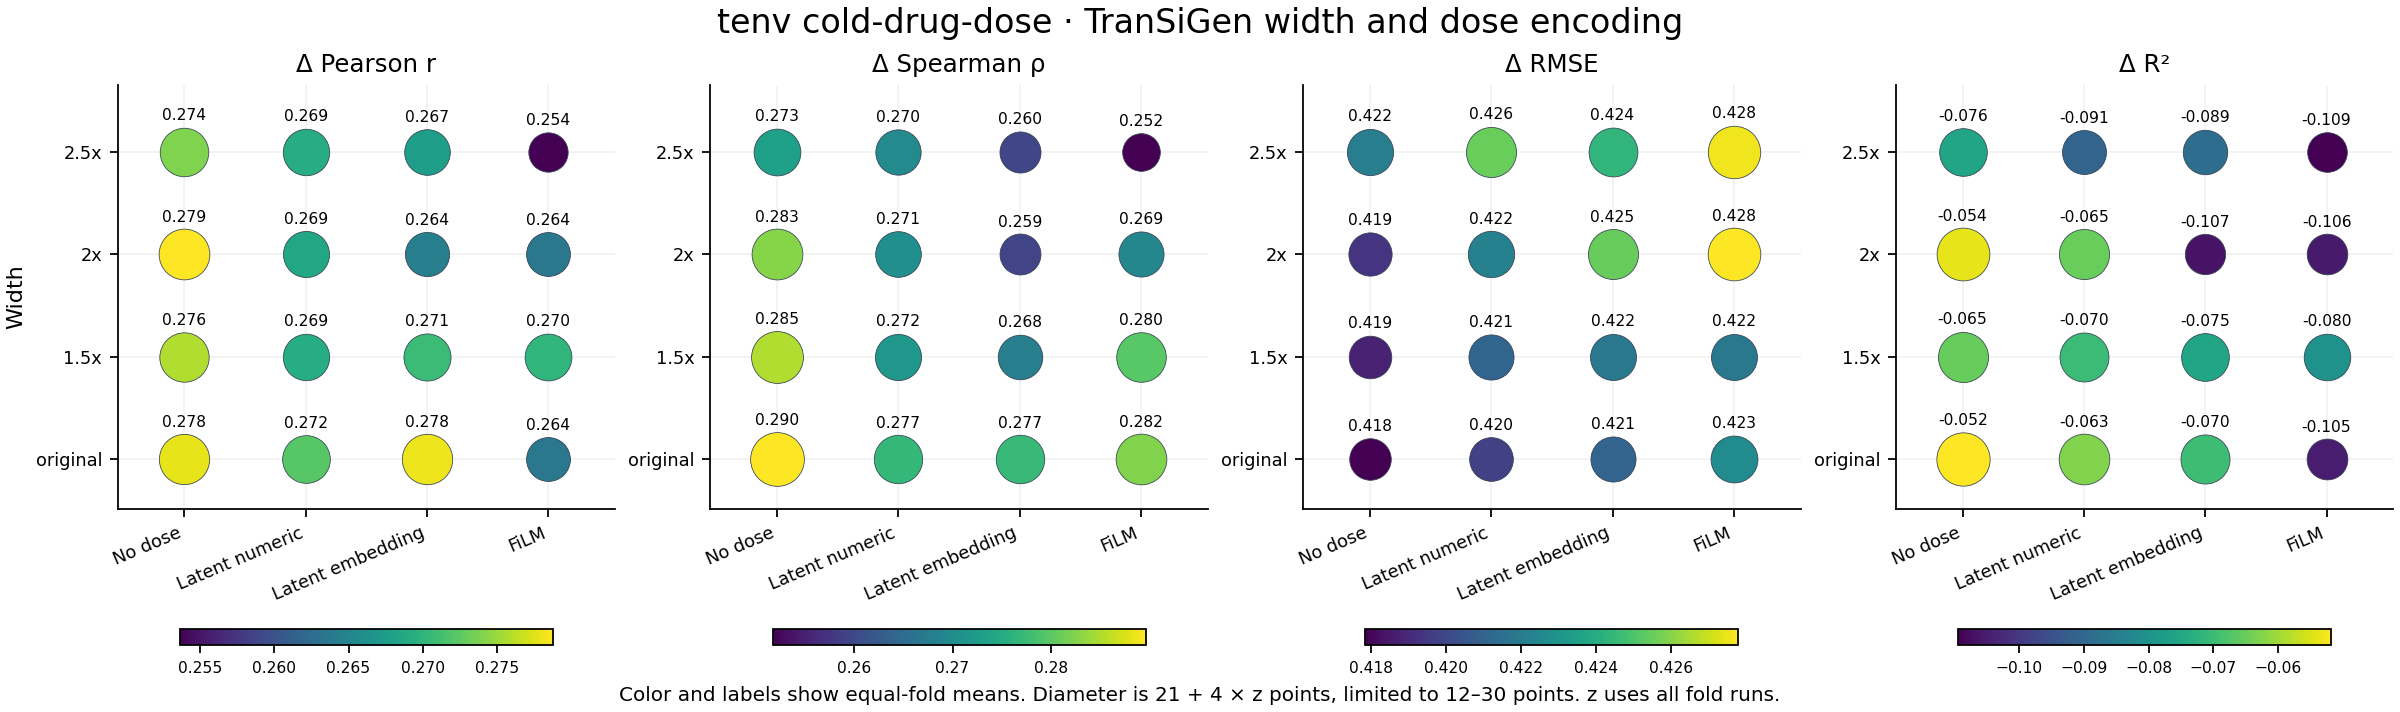 tenv cold-drug-dose · TranSiGen width and dose encoding
Δ Pearson r
Δ Spearman ρ
Δ RMSE
Δ R²
Width
2.5x
2x
1.5x
original
0.274 0.269 0.267 0.254
0.279 0.269 0.264 0.264
0.276 0.269 0.271 0.270
0.278 0.272 0.278 0.264
No dose
Latent numeric
Latent embedding
FiLM
0.255 0.260 0.265 0.270 0.275
2.5x
2x
1.5x
original
0.273 0.270 0.260 0.252
0.283 0.271 0.259 0.269
0.285 0.272 0.268 0.280
0.290 0.277 0.277 0.282
No dose
Latent numeric
Latent embedding
FiLM
0.26 0.27 0.28
2.5x
2x
1.5x
original
0.422 0.426 0.424 0.428
0.419 0.422 0.425 0.428
0.419 0.421 0.422 0.422
0.418 0.420 0.421 0.423
No dose
Latent numeric
Latent embedding
FiLM
0.418 0.420 0.422 0.424 0.426
2.5x
2x
1.5x
original
-0.076 -0.091 -0.089 -0.109
-0.054 -0.065 -0.107 -0.106
-0.065 -0.070 -0.075 -0.080
-0.052 -0.063 -0.070 -0.105
No dose
Latent numeric
Latent embedding
FiLM
−0.10 −0.09 −0.08 −0.07 −0.06
Color and labels show equal-fold means. Diameter is 21 + 4 × z points, limited to 12–30 points. z uses all fold runs.